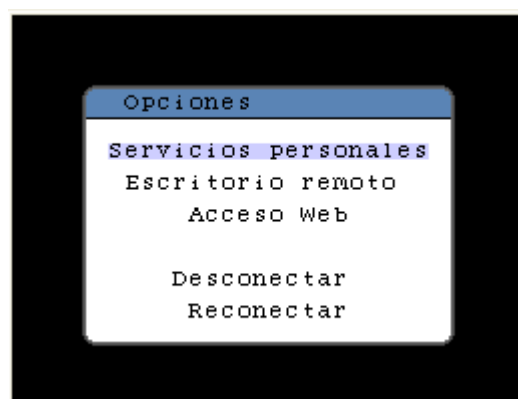 Opciones
Servicios personales
Escritorio remoto
Acceso Web
Desconectar
Reconectar